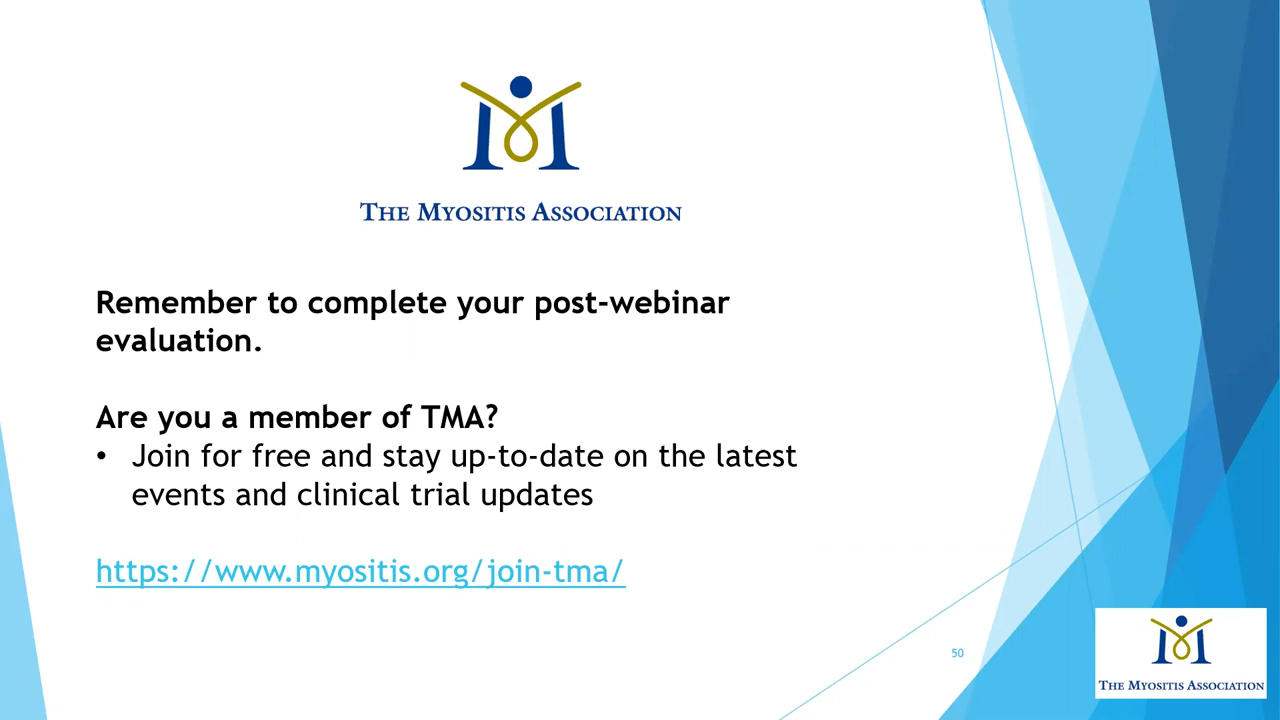 THE MYOSITIS ASSOCIATION
Remember to complete your post-webinar
evaluation.
Are you a member of TMA?
• Join for free and stay up-to-date on the latest
events and clinical trial updates
https://www.myositis.org/join-tma/
50
THE MYOSITIS ASSOCIATION